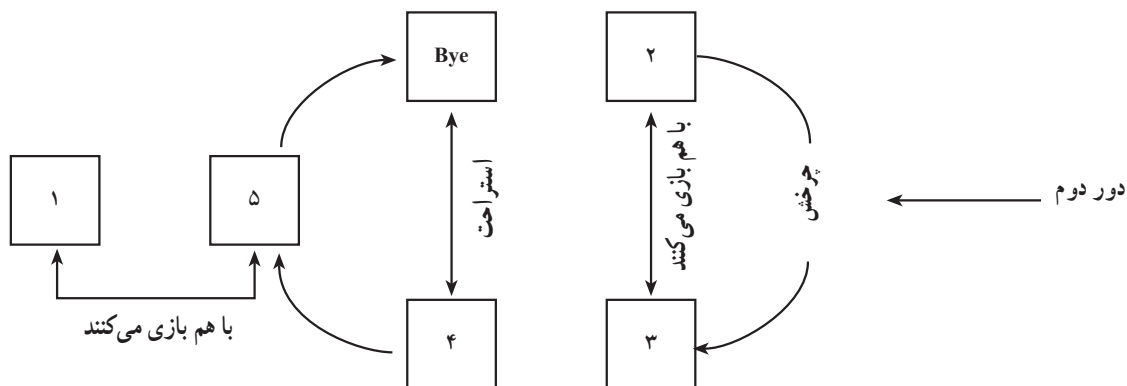 Bye
۲
۱
۵
استراحت
با هم بازی می‌کنند
چرخش
دور دوم
با هم بازی می‌کنند
۴
۳